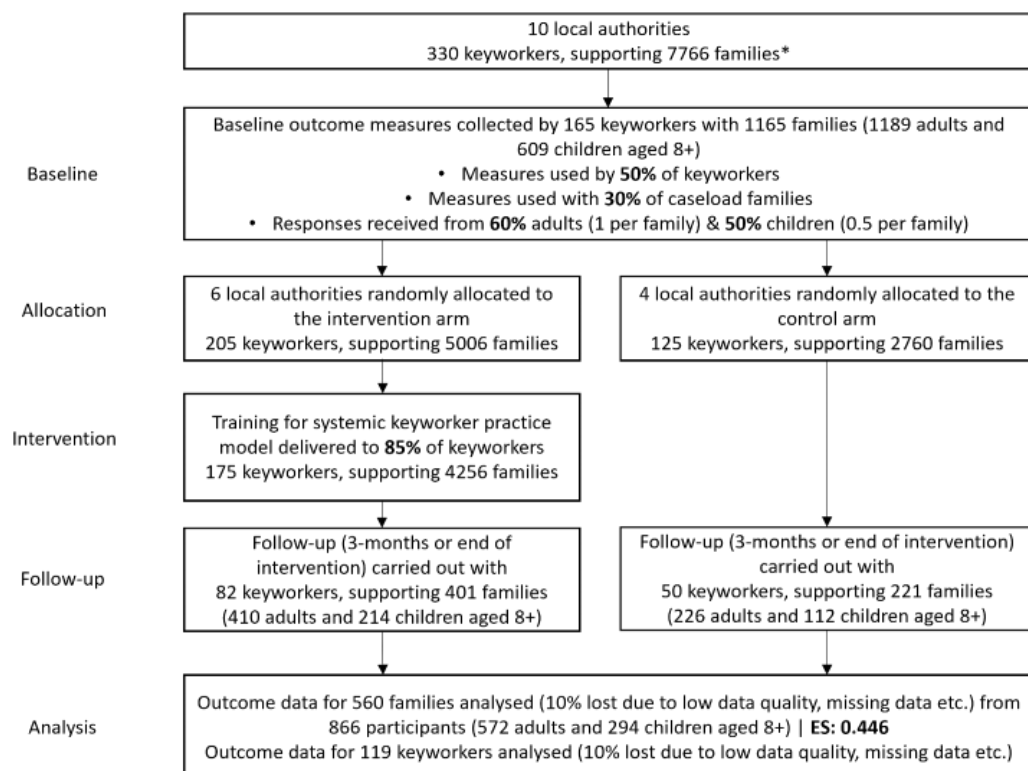 10 local authorities
330 keyworkers, supporting 7766 families*
Baseline
Baseline outcome measures collected by 165 keyworkers with 1165 families (1189 adults and
609 children aged 8+)
• Measures used by 50% of keyworkers
• Measures used with 30% of caseload families
• Responses received from 60% adults (1 per family) & 50% children (0.5 per family)
Allocation
6 local authorities randomly allocated to
the intervention arm
205 keyworkers, supporting 5006 families
4 local authorities randomly allocated to the
control arm
125 keyworkers, supporting 2760 families
Intervention
Training for systemic keyworker practice
model delivered to 85% of keyworkers
175 keyworkers, supporting 4256 families
Follow-up
Follow-up (3-months or end of
intervention) carried out with
82 keyworkers, supporting 401 families
(410 adults and 214 children aged 8+)
Follow-up (3-months or end of intervention)
carried out with
50 keyworkers, supporting 221 families
(226 adults and 112 children aged 8+)
Analysis
Outcome data for 560 families analysed (10% lost due to low data quality, missing data etc.) from
866 participants (572 adults and 294 children aged 8+) | ES: 0.446
Outcome data for 119 keyworkers analysed (10% lost due to low data quality, missing data etc.)